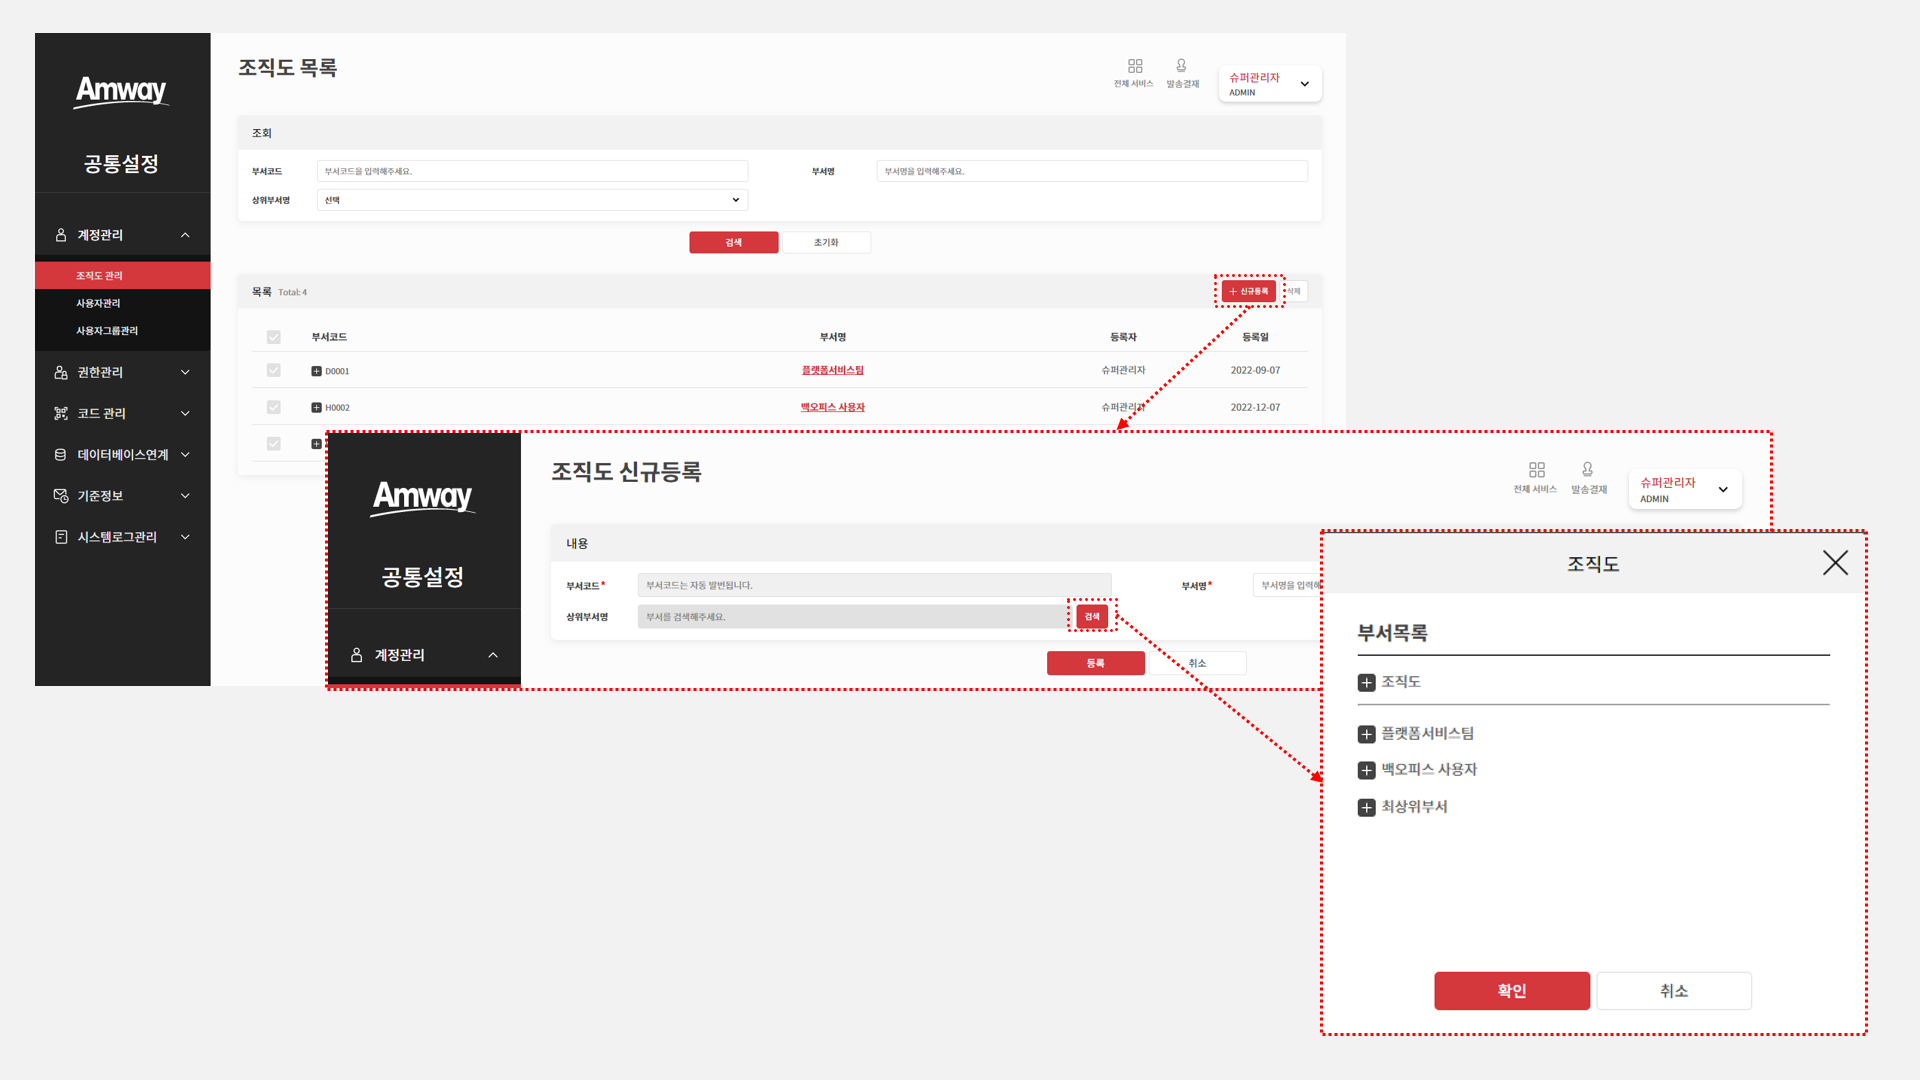 Amway
공통설정
계정관리
조직도 관리
사용자관리
사용자그룹관리
권한관리
코드 관리
데이터베이스연계
기준정보
시스템로그관리
조직도 목록
전체 서비스
발송결재
슈퍼관리자
ADMIN
조회
부서코드
부서코드을 입력해주세요.
부서명
부서명을 입력해주세요.
상위부서명
선택
검색
초기화
목록 Total: 4
+ 신규등록
삭제
부서코드 부서명 등록자 등록일
D0001 플랫폼서비스팀 슈퍼관리자 2022-09-07
H0002 백오피스 사용자 슈퍼관리자 2022-12-07
Amway
공통설정
계정관리
조직도 신규등록
전체 서비스
발송결재
슈퍼관리자
ADMIN
내용
부서코드*
부서코드는 자동 발번됩니다.
부서명*
부서명을 입력해
상위부서명
부서를 검색해주세요.
검색
등록
취소
조직도
부서목록
조직도
플랫폼서비스팀
백오피스 사용자
최상위부서
확인
취소